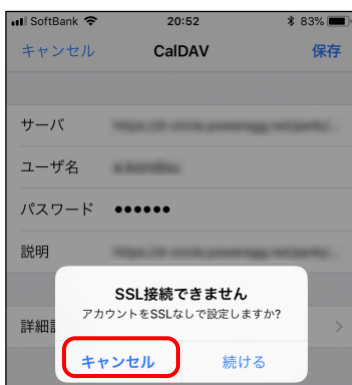 SoftBank 20:52 83%
キャンセル CalDAV 保存
サーバ
ユーザ名
パスワード ●●●●●●
説明
SSL接続できません
アカウントをSSLなしで設定しますか?
詳細
キャンセル 続ける